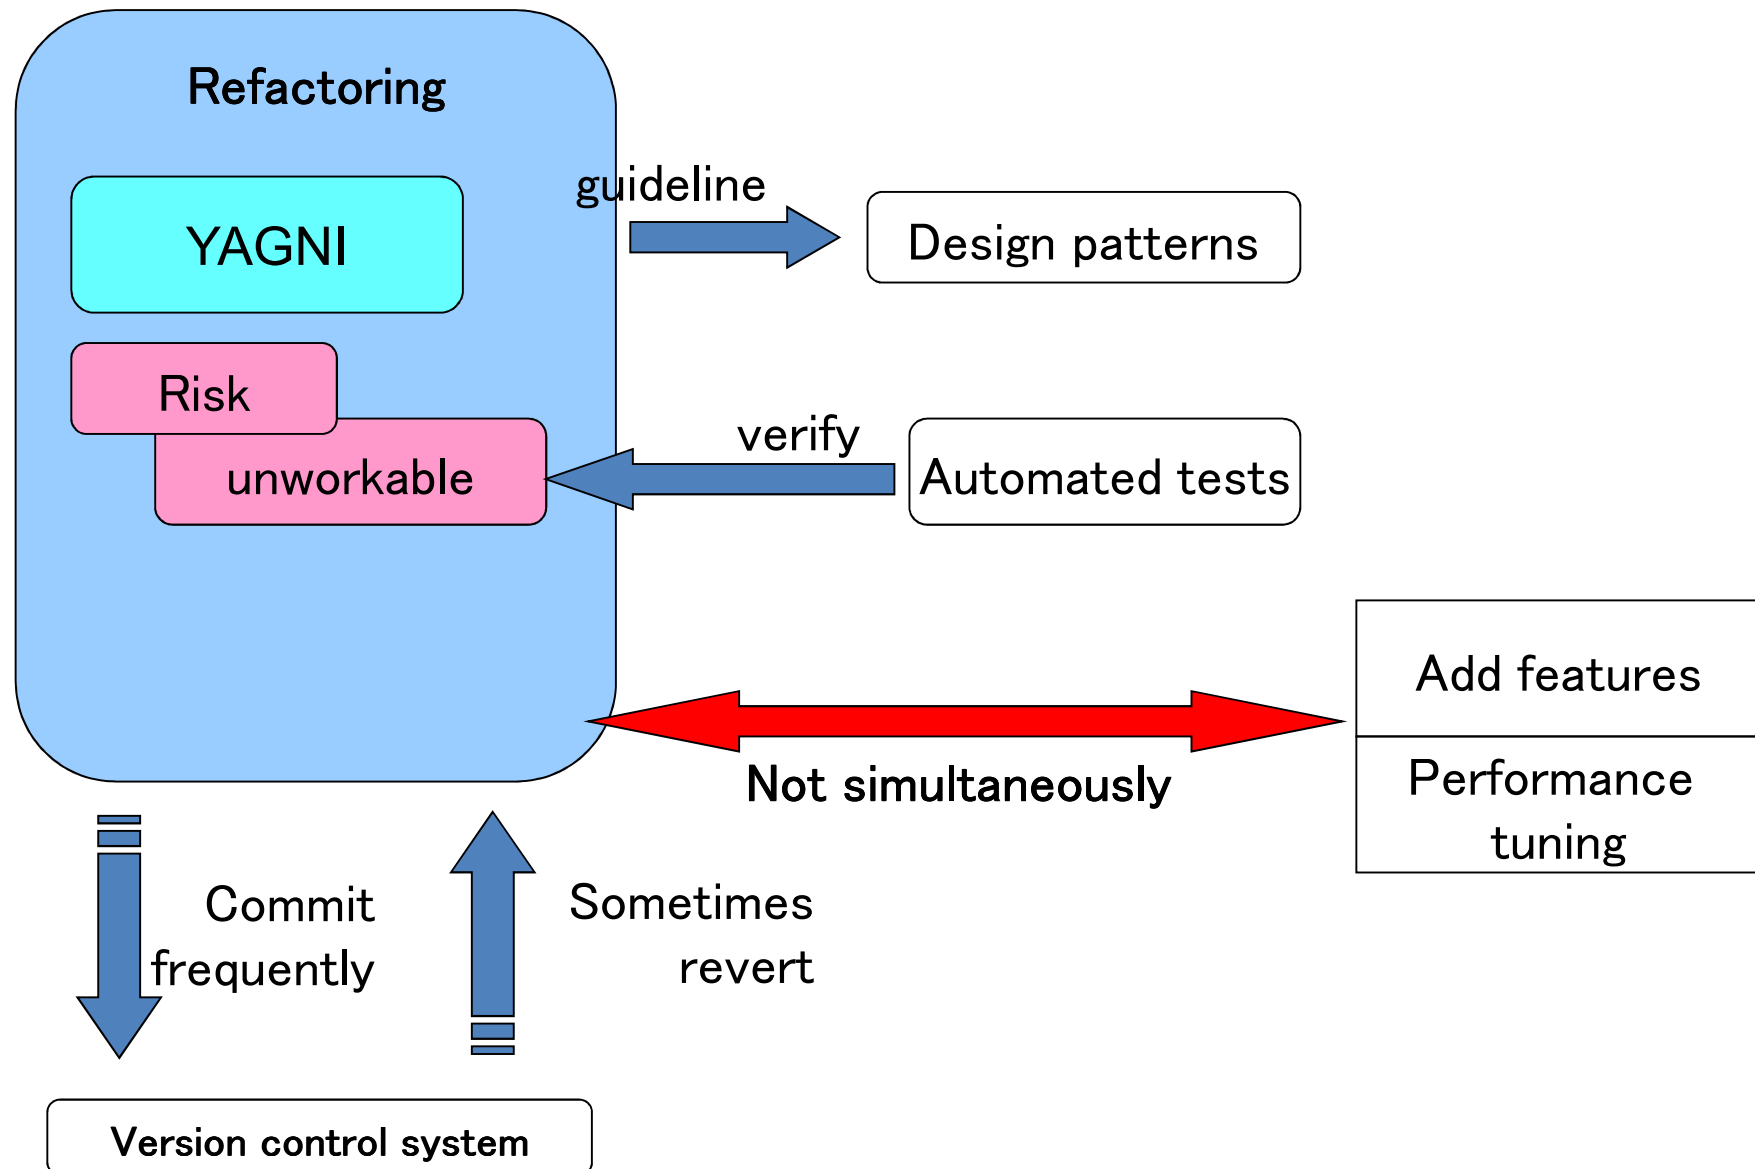 Refactoring
YAGNI
guideline
Design patterns
Risk
unworkable
verify
Automated tests
Add features
Not simultaneously
Performance
tuning
Commit
frequently
Sometimes
revert
Version control system